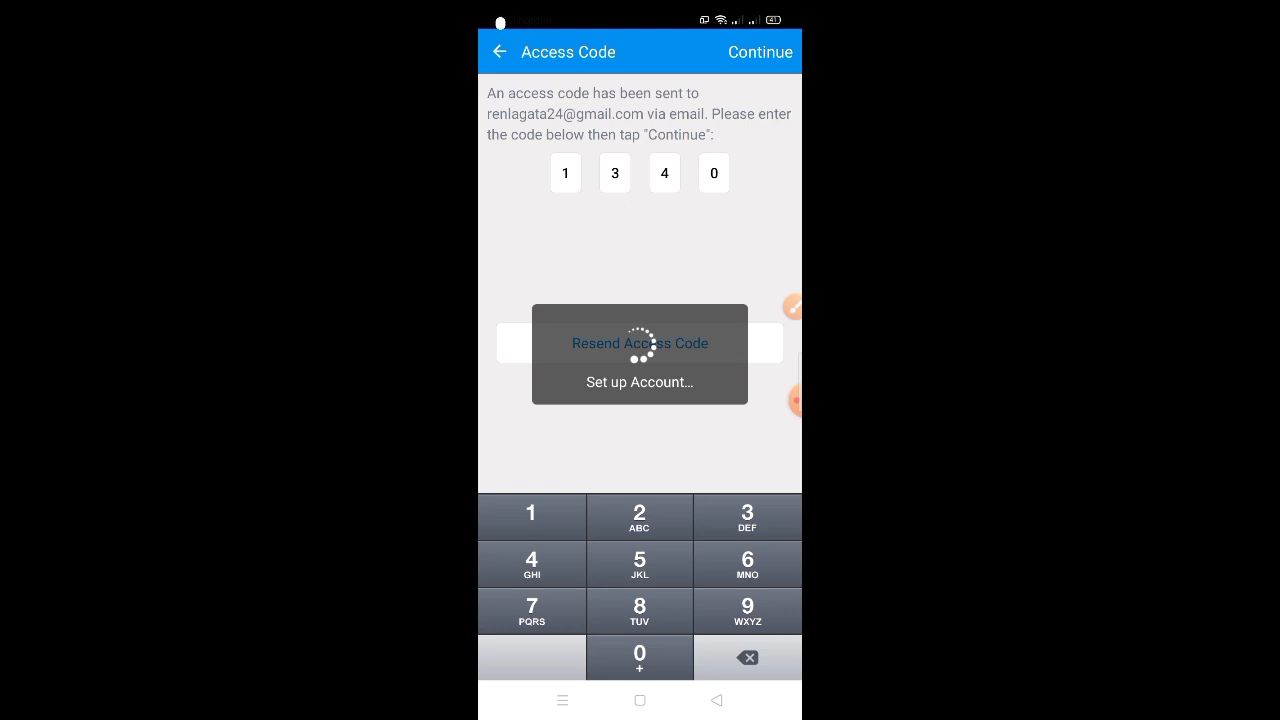 41
Access Code Continue
An access code has been sent to
renlagata24@gmail.com via email. Please enter
the code below then tap "Continue":
1 3 4 0
Resend Access Code
Set up Account...
1 2 3
ABC DEF
4 5 6
GHI JKL MNO
7 8 9
PQRS TUV WXYZ
0
+